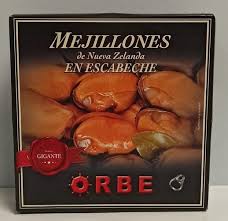 MEJILLONES
de Nueva Zelanda
EN ESCABECHE
GIGANTE
ORBE